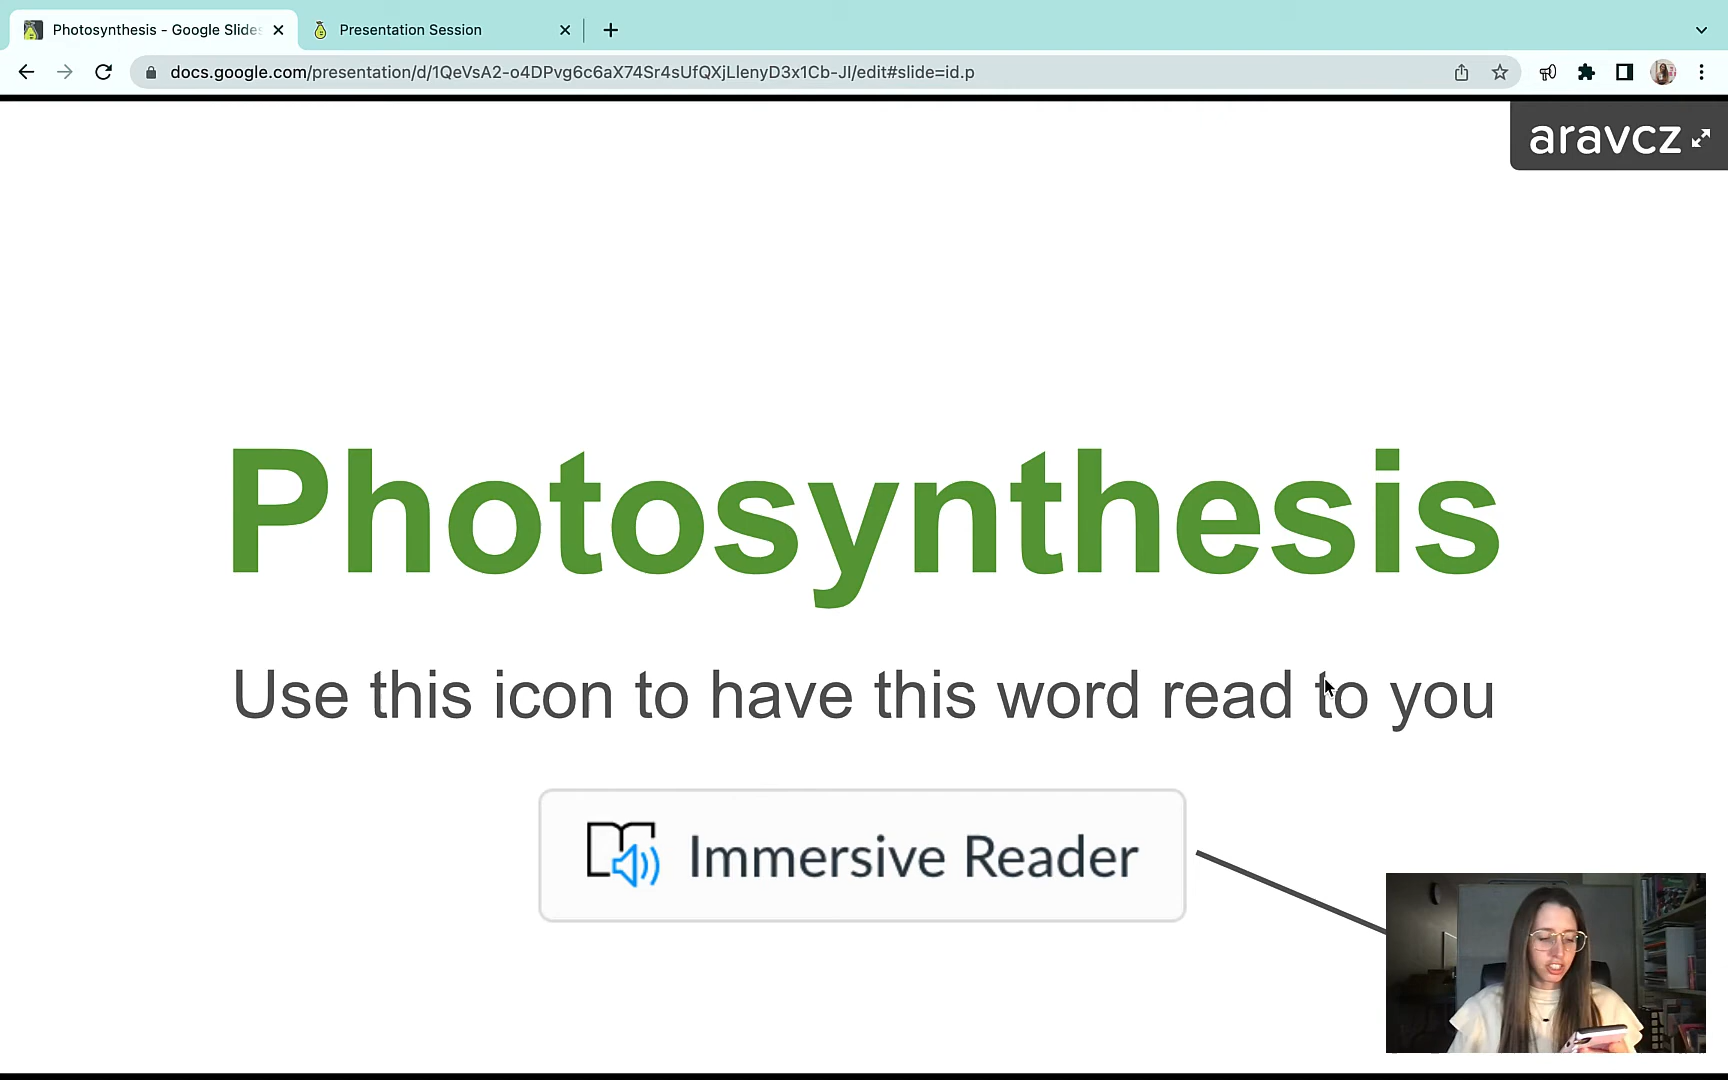 Photosynthesis - Google Slides
Presentation Session
docs.google.com/presentation/d/1QeVsA2-o4DPvg6c6aX74Sr4sUfQXjLlenyD3x1Cb-JI/edit#slide=id.p
aravcz
Photosynthesis
Use this icon to have this word read to you
Immersive Reader